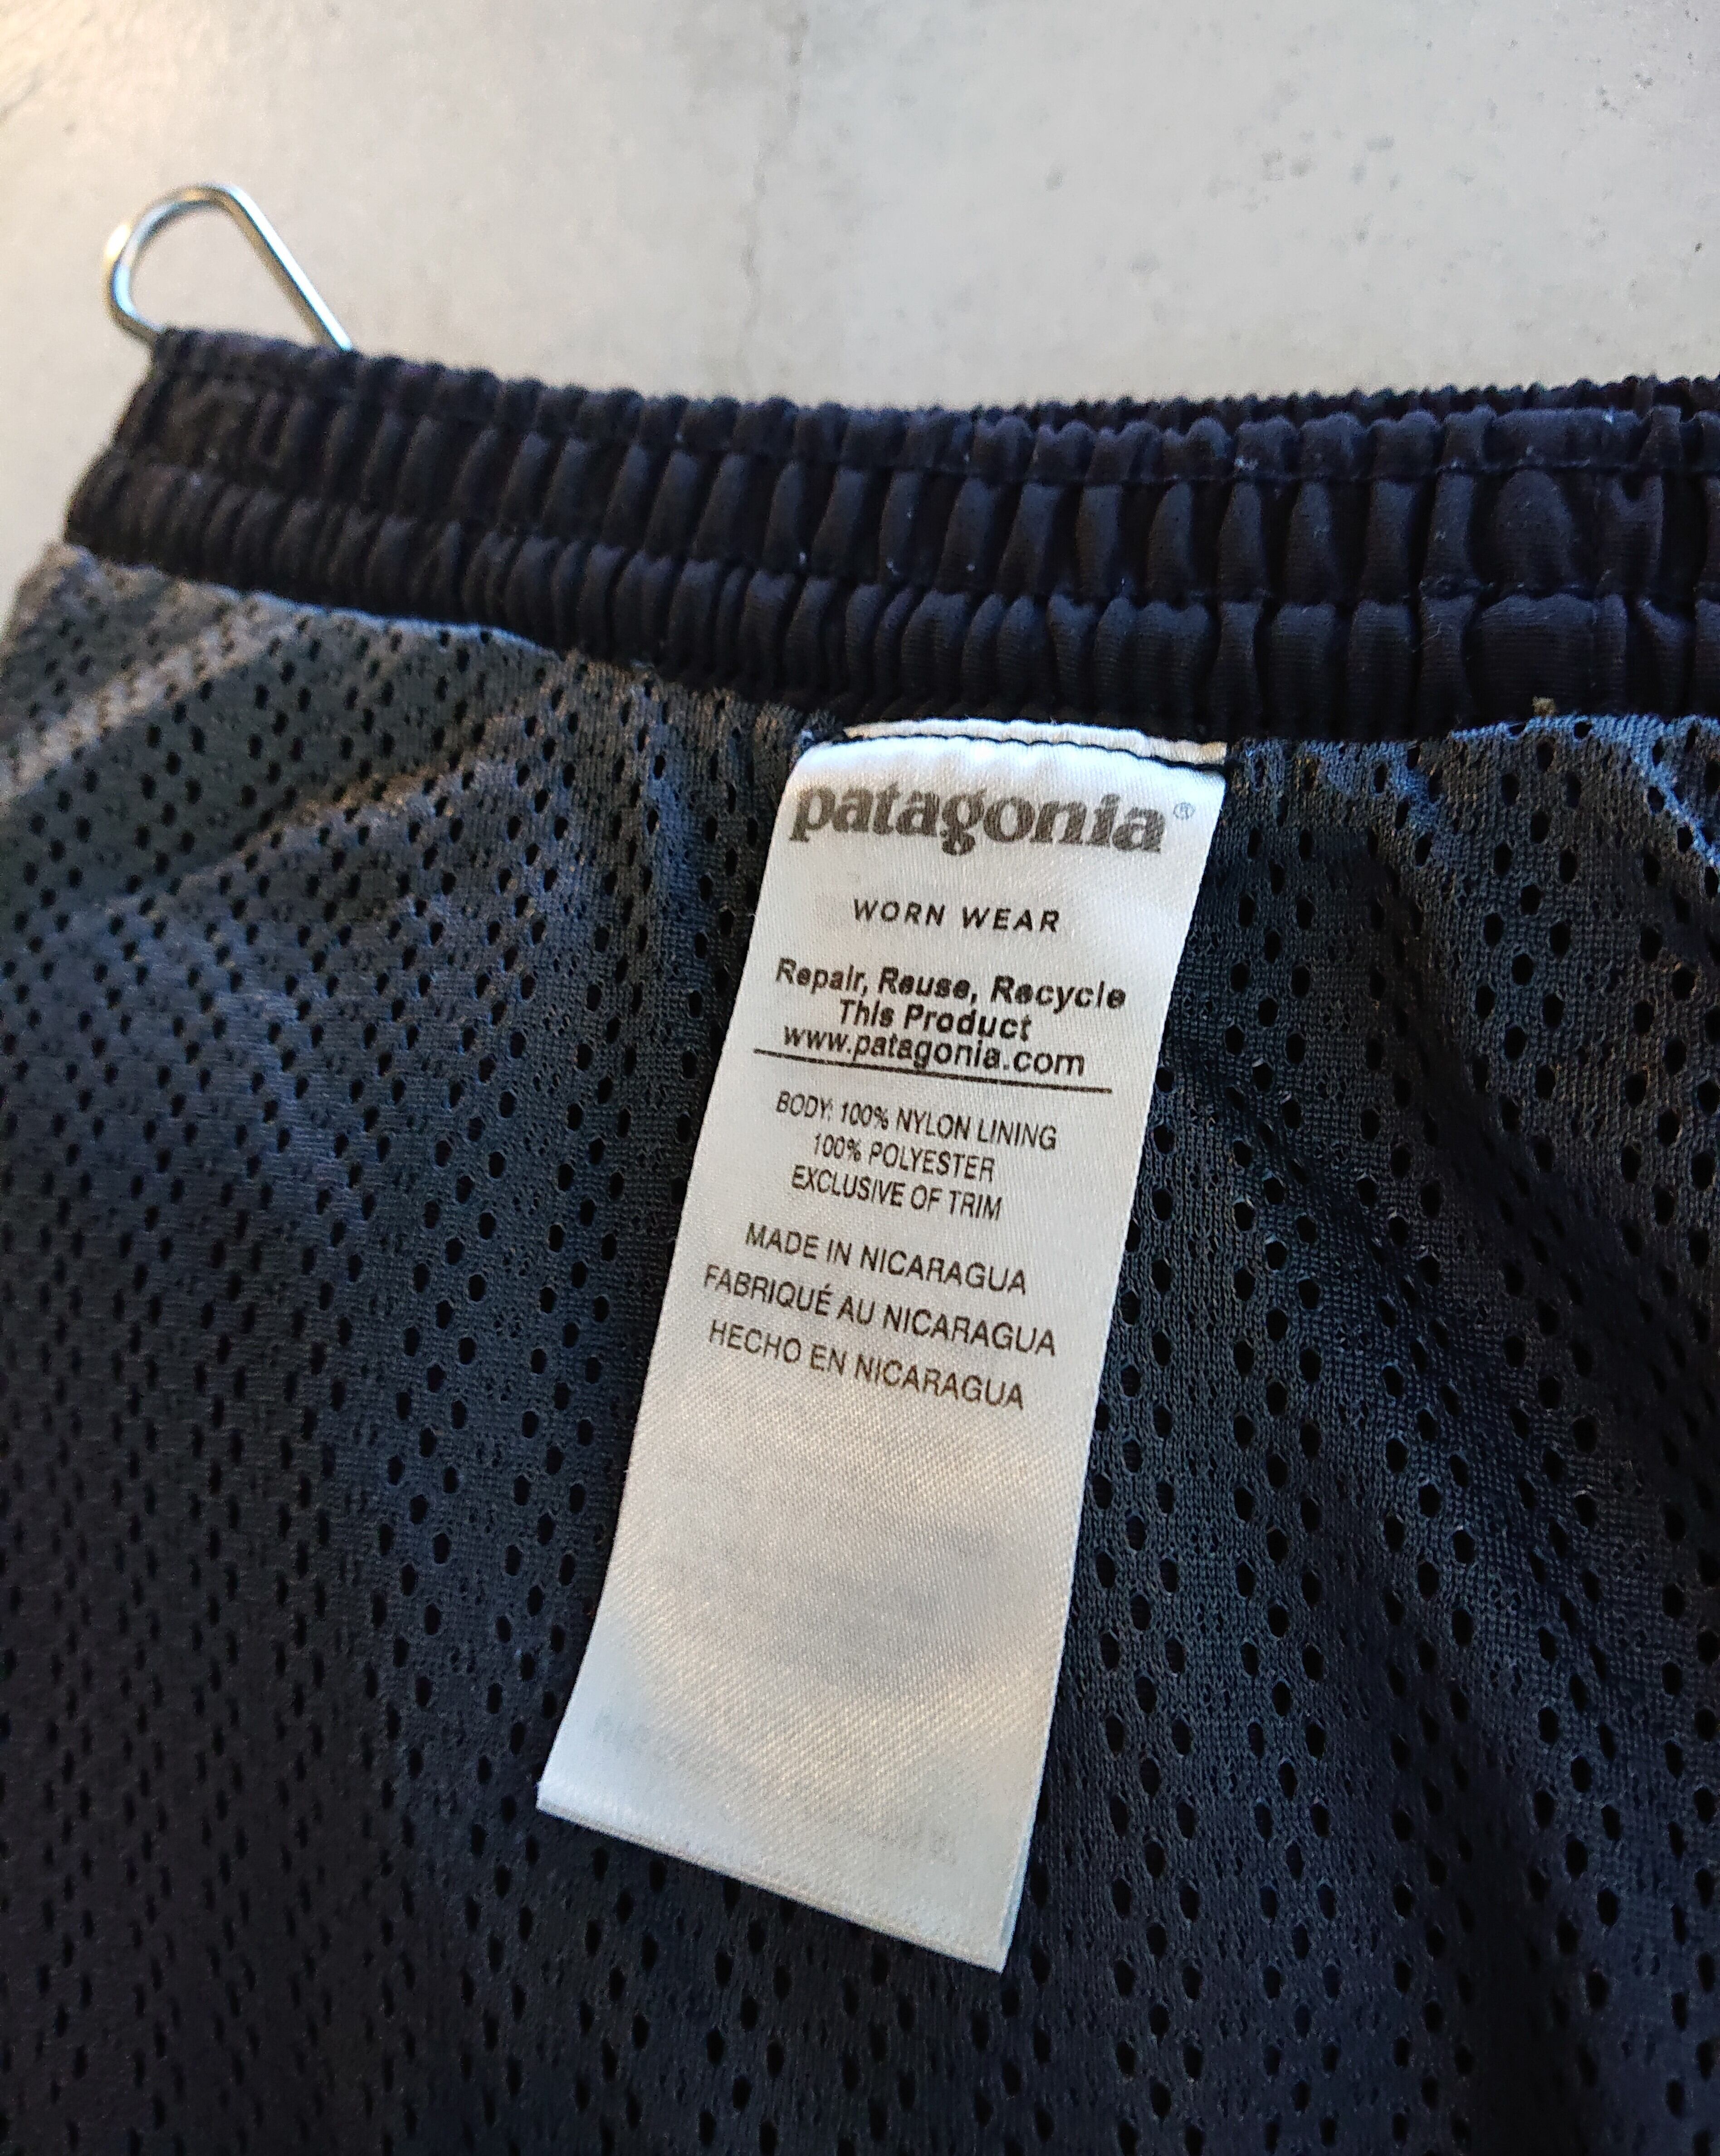 patagonia®
WORN WEAR
Repair, Reuse, Recycle
This Product
www.patagonia.com
BODY: 100% NYLON LINING
100% POLYESTER
EXCLUSIVE OF TRIM
MADE IN NICARAGUA
FABRIQUÉ AU NICARAGUA
HECHO EN NICARAGUA